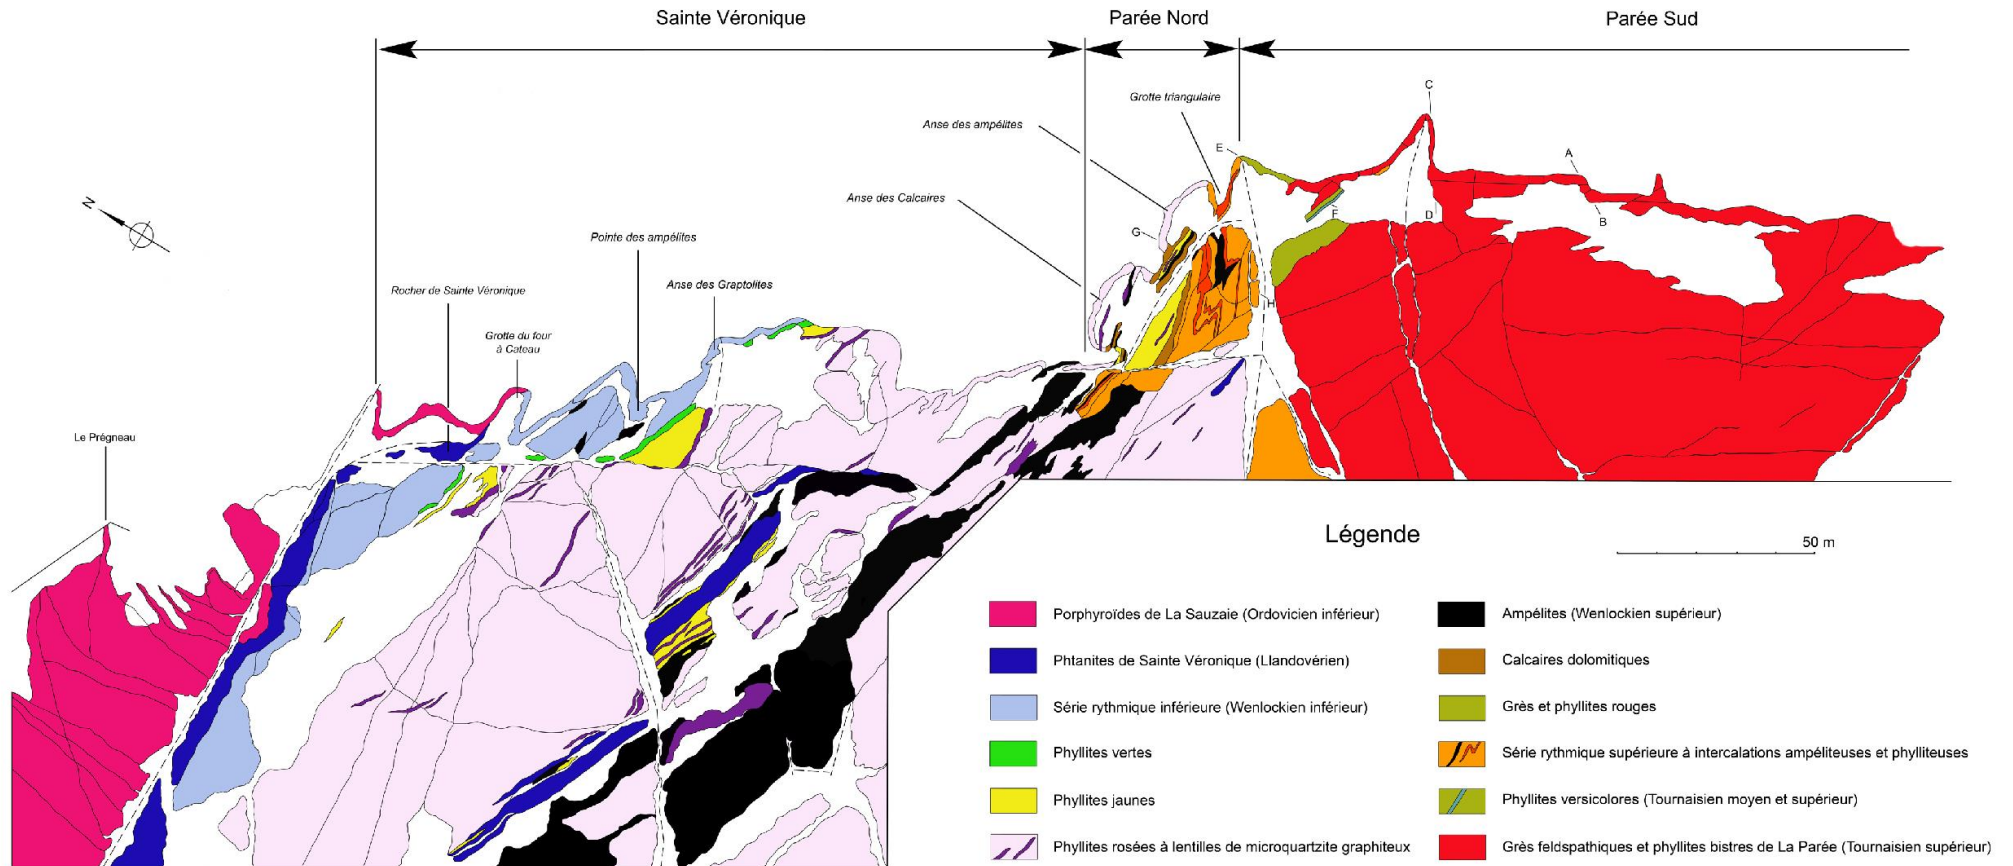 Sainte Véronique
Parée Nord
Parée Sud
C
Grotte triangulaire
Anse des ampélites
E
A
Anse des Calcaires
N
F
D
B
G
Pointe des ampélites
Rocher de Sainte Véronique
Anse des Graptolites
H
Grotte du four
à Cateau
Le Prégneau
Légende
50 m
Porphyroïdes de La Sauzaie (Ordovicien inférieur)
Phtanites de Sainte Véronique (Llandovérien)
Série rythmique inférieure (Wenlockien inférieur)
Phyllites vertes
Phyllites jaunes
Phyllites rosées à lentilles de microquartzite graphiteux
Ampélites (Wenlockien supérieur)
Calcaires dolomitiques
Grès et phyllites rouges
Série rythmique supérieure à intercalations ampéliteuses et phylliteuses
Phyllites versicolores (Tournaisien moyen et supérieur)
Grès feldspathiques et phyllites bistres de La Parée (Tournaisien supérieur)